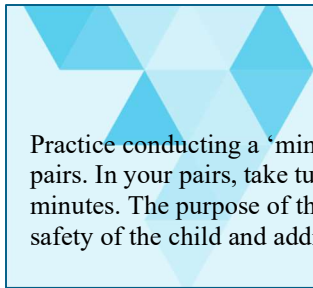 Practice conducting a ‘min
pairs. In your pairs, take tu
minutes. The purpose of th
safety of the child and add